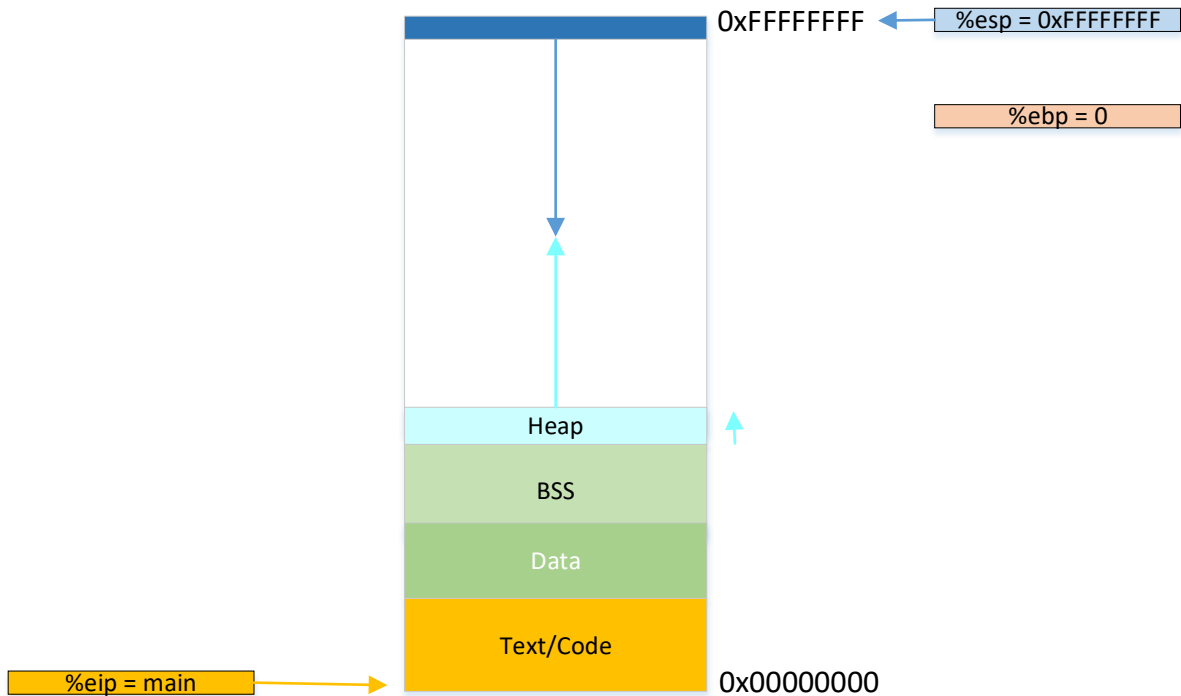 0xFFFFFFFF
%esp = 0xFFFFFFFF
%ebp = 0
Heap
BSS
Data
Text/Code
%eip = main
0x00000000